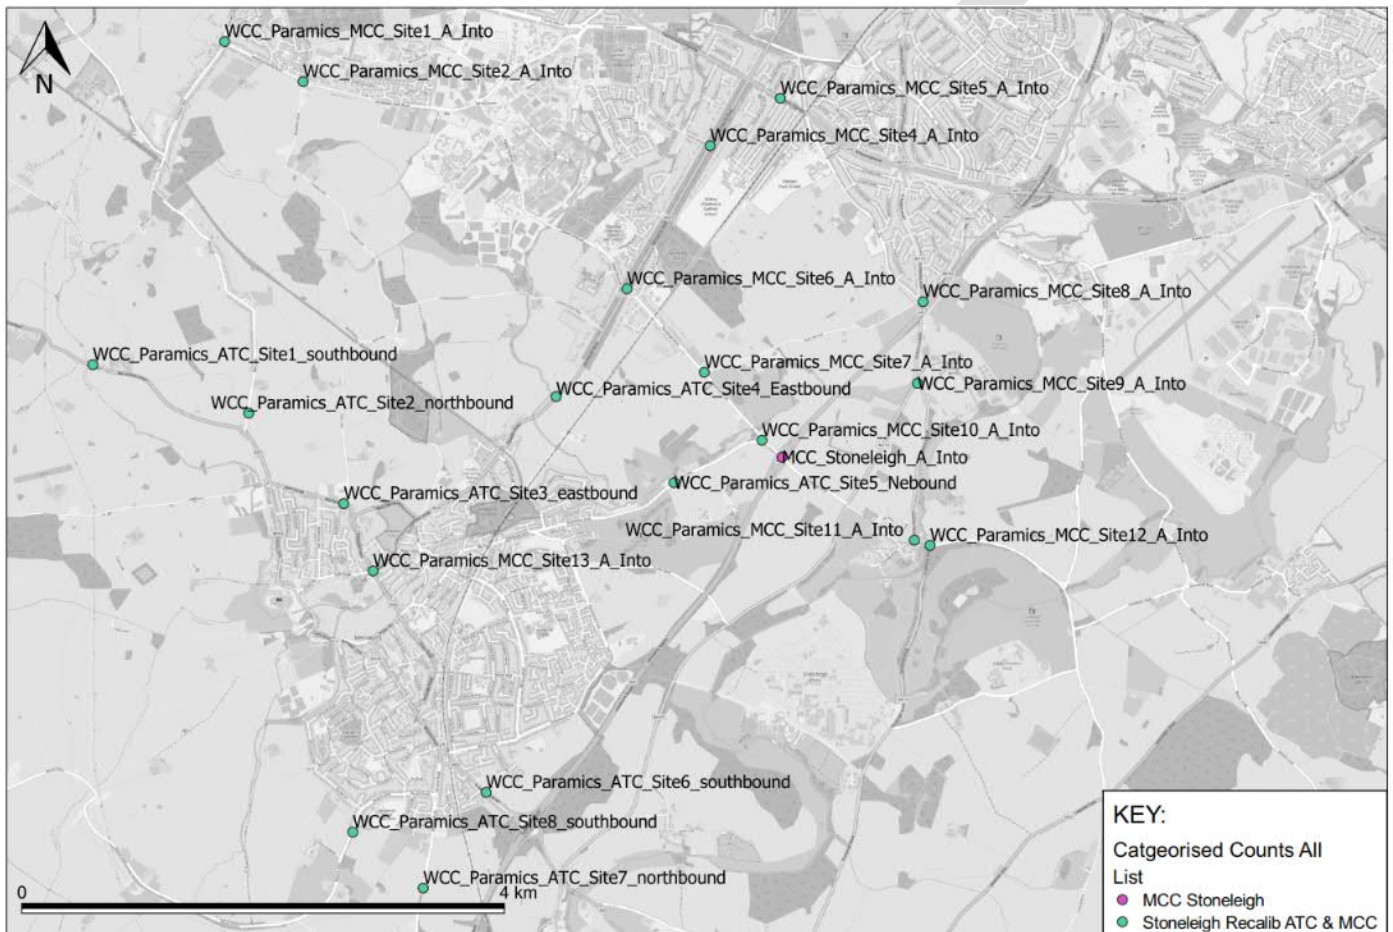 WCC_Paramics_MCC_Site1_A_Into
WCC_Paramics_MCC_Site2_A_Into
N
WCC_Paramics_MCC_Site5_A_Into
WCC_Paramics_MCC_Site4_A_Into
WCC_Paramics_MCC_Site6_A_Into
WCC_Paramics_MCC_Site8_A_Into
WCC_Paramics_ATC_Site1_southbound
WCC_Paramics_MCC_Site7_A_Into
WCC_Paramics_ATC_Site4_Eastbound
WCC_Paramics_MCC_Site9_A_Into
WCC_Paramics_ATC_Site2_northbound
WCC_Paramics_MCC_Site10_A_Into
MCC_Stoneleigh_A_Into
WCC_Paramics_ATC_Site5_Nebound
WCC_Paramics_ATC_Site3_eastbound
WCC_Paramics_MCC_Site11_A_Into
WCC_Paramics_MCC_Site12_A_Into
WCC_Paramics_MCC_Site13_A_Into
WCC_Paramics_ATC_Site6_southbound
WCC_Paramics_ATC_Site8_southbound
WCC_Paramics_ATC_Site7_northbound
0
4 km
KEY:
Catgeorised Counts All
List
MCC Stoneleigh
Stoneleigh Recalib ATC & MCC